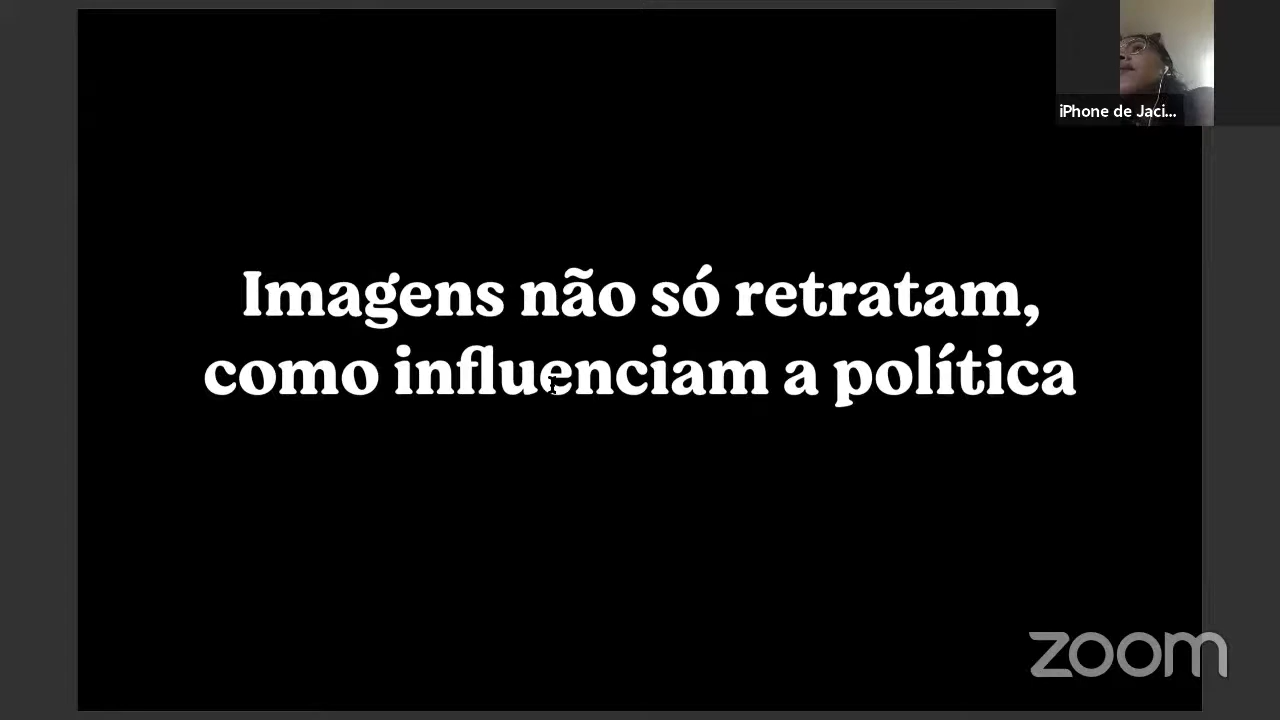 iPhone de Jaci...
Imagens não só retratam,
como influenciam a política
zoom